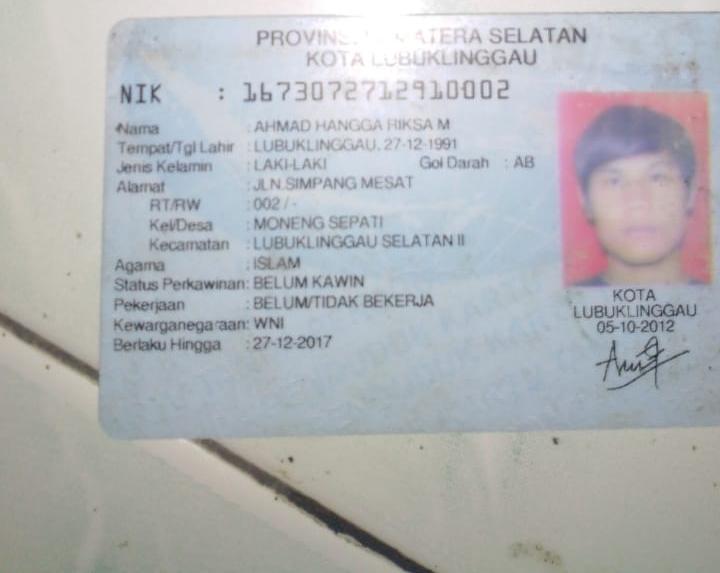 PROVINSI SUMATERA SELATAN
KOTA LUBUKLINGGAU
NIK : 1673072712910002
Nama : AHMAD HANGGA RIKSA M
Tempat/Tgl Lahir : LUBUKLINGGAU, 27-12-1991
Jenis Kelamin : LAKI-LAKI Gol Darah : AB
Alamat : JLN.SIMPANG MESAT
RT/RW : 002 / -
Kel/Desa : MONENG SEPATI
Kecamatan : LUBUKLINGGAU SELATAN II
Agama : ISLAM
Status Perkawinan: BELUM KAWIN
Pekerjaan : BELUM/TIDAK BEKERJA
Kewarganegaraan: WNI
Berlaku Hingga : 27-12-2017
KOTA
LUBUKLINGGAU
05-10-2012